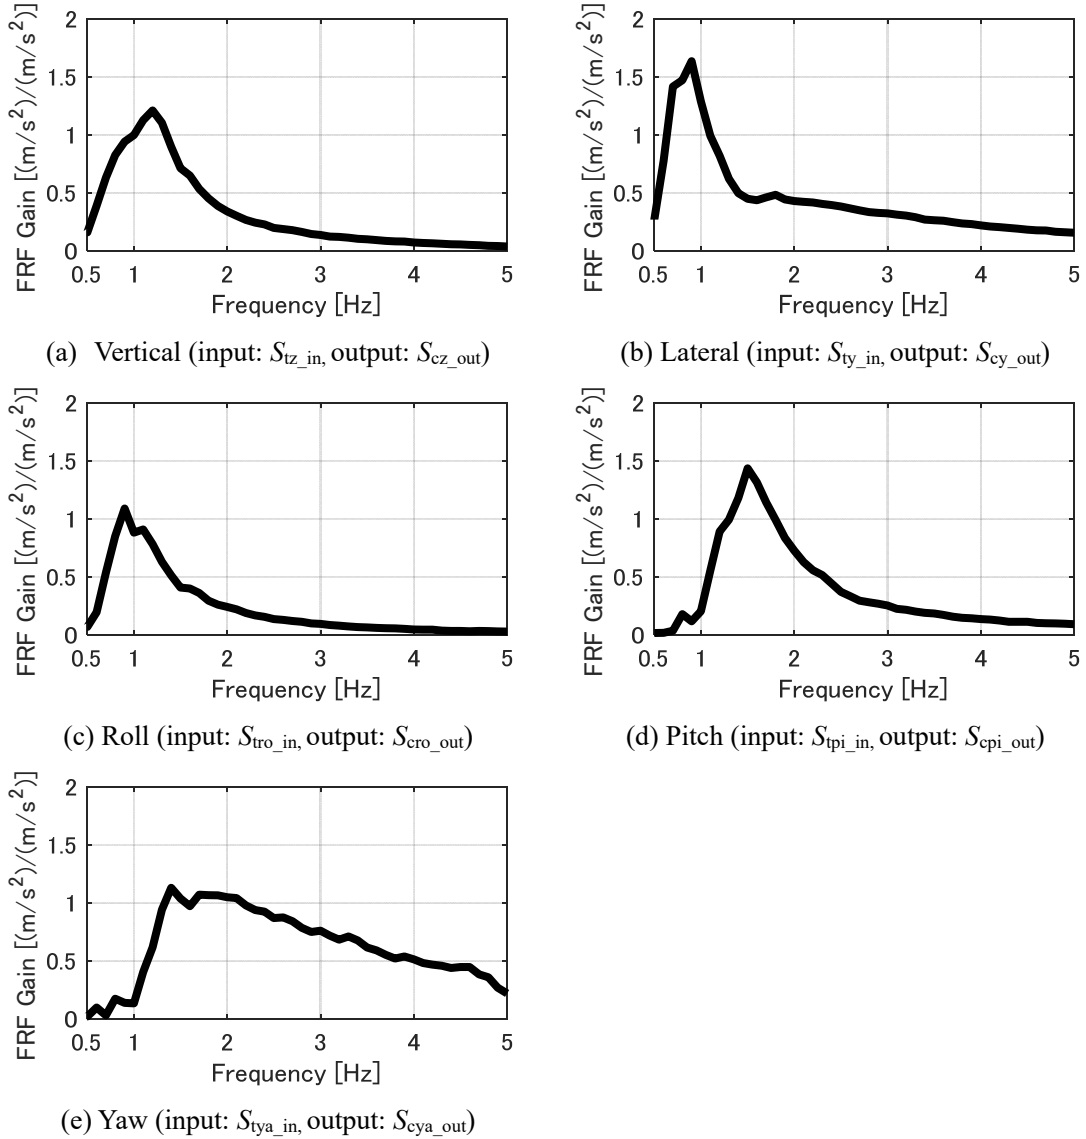 FRF Gain [(m/s²)/(m/s²)]
2
1.5
1
0.5
0
0.5 1 2 3 4 5
Frequency [Hz]
(a) Vertical (input: Stz_in, output: Scz_out)
FRF Gain [(m/s²)/(m/s²)]
2
1.5
1
0.5
0
0.5 1 2 3 4 5
Frequency [Hz]
(b) Lateral (input: Sty_in, output: Scy_out)
FRF Gain [(m/s²)/(m/s²)]
2
1.5
1
0.5
0
0.5 1 2 3 4 5
Frequency [Hz]
(c) Roll (input: Stro_in, output: Scro_out)
FRF Gain [(m/s²)/(m/s²)]
2
1.5
1
0.5
0
0.5 1 2 3 4 5
Frequency [Hz]
(d) Pitch (input: Stpi_in, output: Scpi_out)
FRF Gain [(m/s²)/(m/s²)]
2
1.5
1
0.5
0
0.5 1 2 3 4 5
Frequency [Hz]
(e) Yaw (input: Stya_in, output: Scya_out)